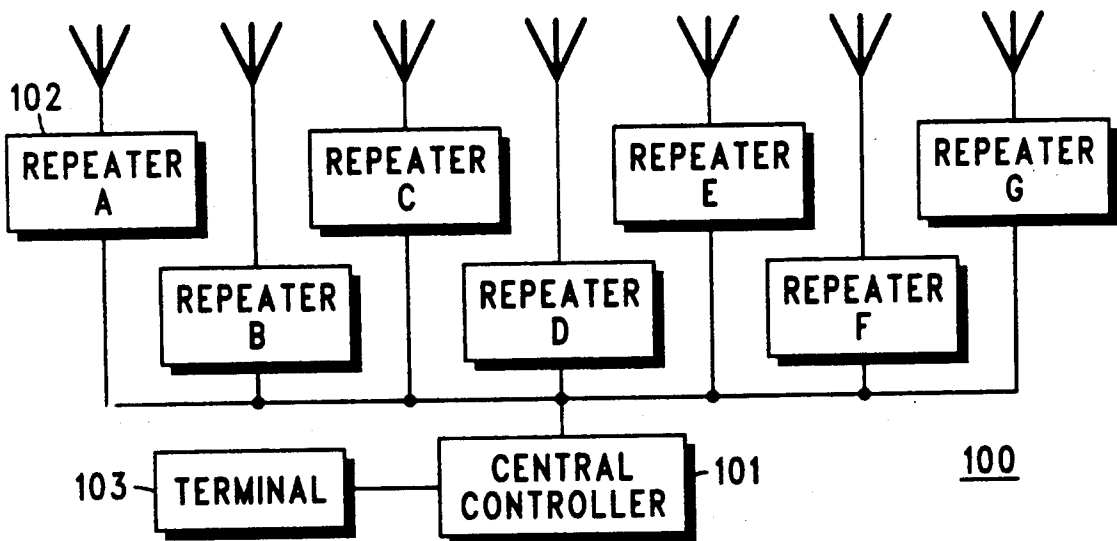 102
REPEATER
A
REPEATER
C
REPEATER
E
REPEATER
G
REPEATER
B
REPEATER
D
REPEATER
F
103
TERMINAL
CENTRAL
CONTROLLER
101
100